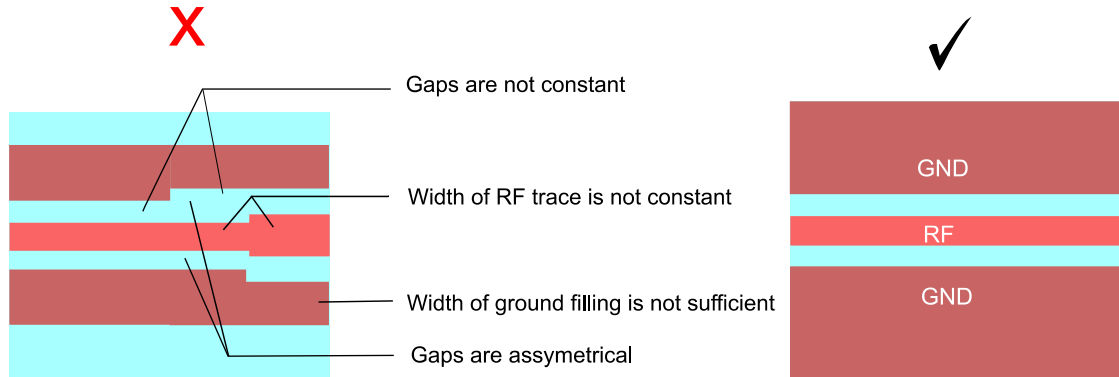 X
Gaps are not constant
Width of RF trace is not constant
Width of ground filling is not sufficient
Gaps are assymetrical
GND
RF
GND